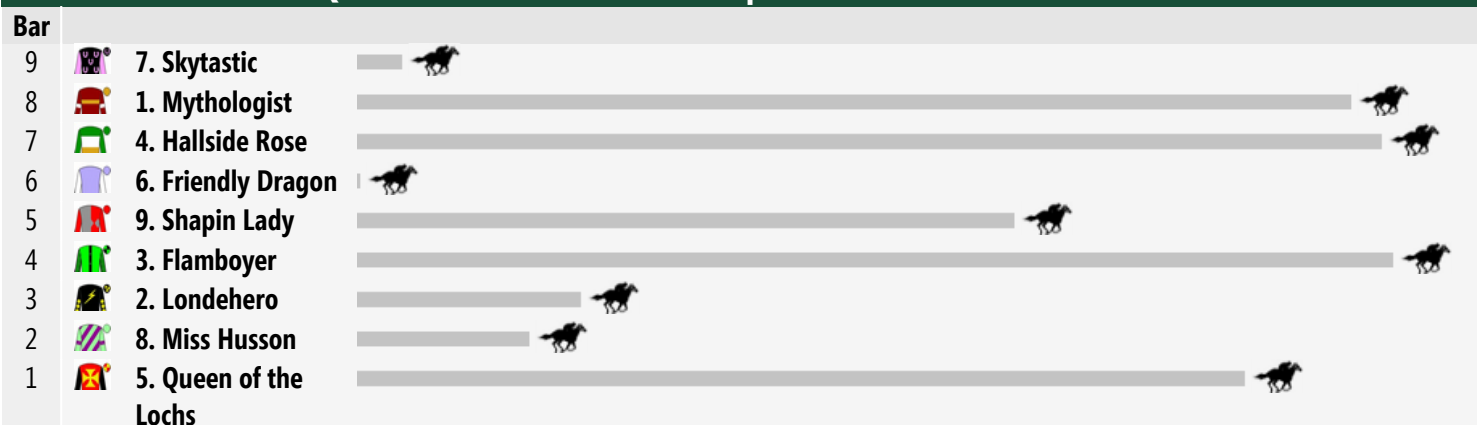 Bar
9 7. Skytastic
8 1. Mythologist
7 4. Hallside Rose
6 6. Friendly Dragon
5 9. Shapin Lady
4 3. Flamboyer
3 2. Londehero
2 8. Miss Husson
1 5. Queen of the
Lochs